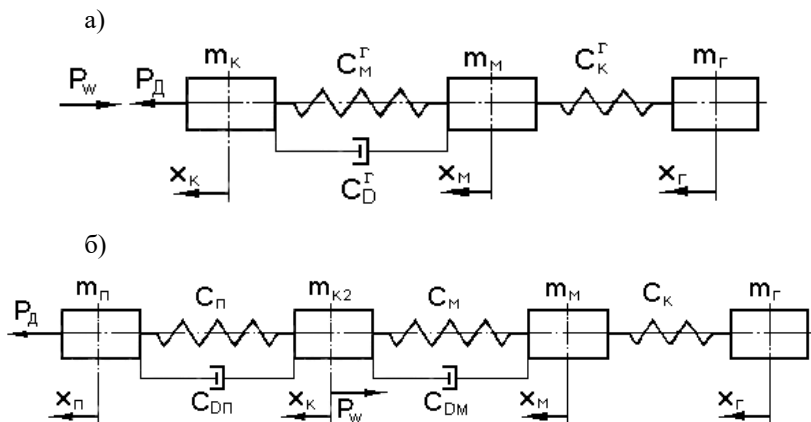 а)
m_к C_м^г m_м C_к^г m_г
P_w P_Д
x_к C_D^г x_м x_г
б)
m_п C_п m_к2 C_м m_м C_к m_г
P_Д
x_п C_Dп x_к P_w C_Dм x_м x_г